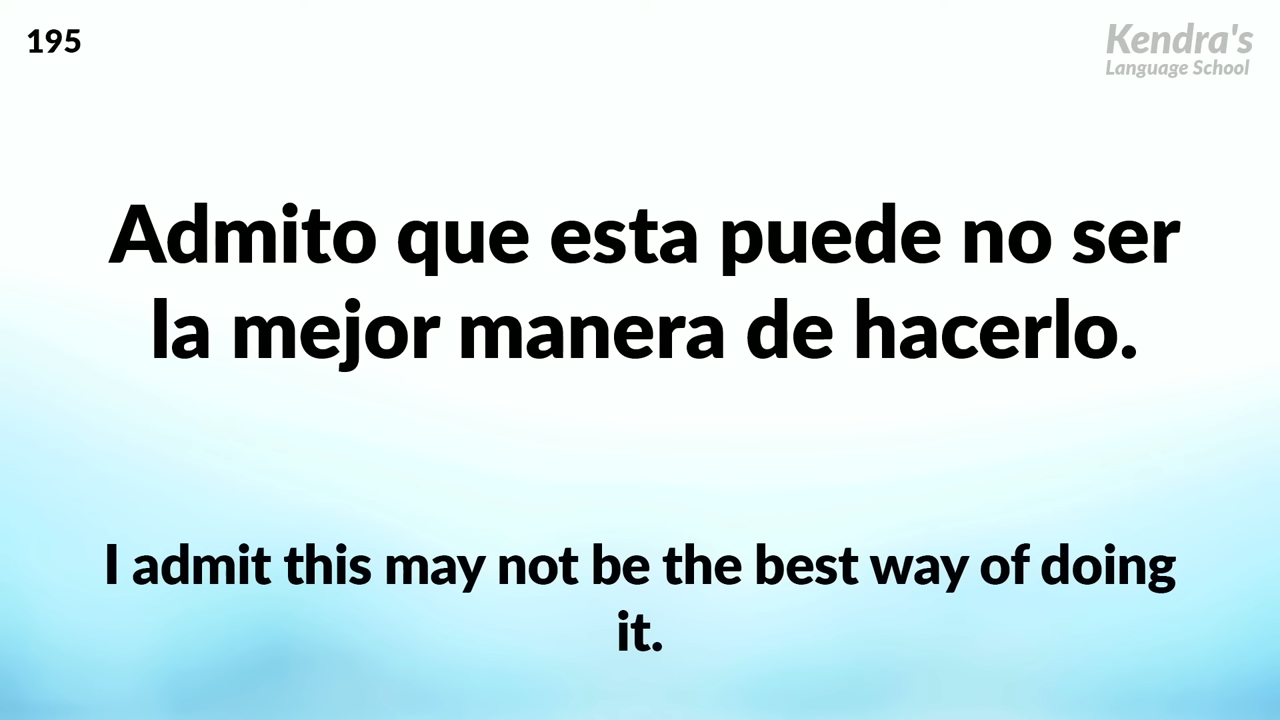 195
Kendra's
Language School
Admito que esta puede no ser
la mejor manera de hacerlo.
I admit this may not be the best way of doing
it.